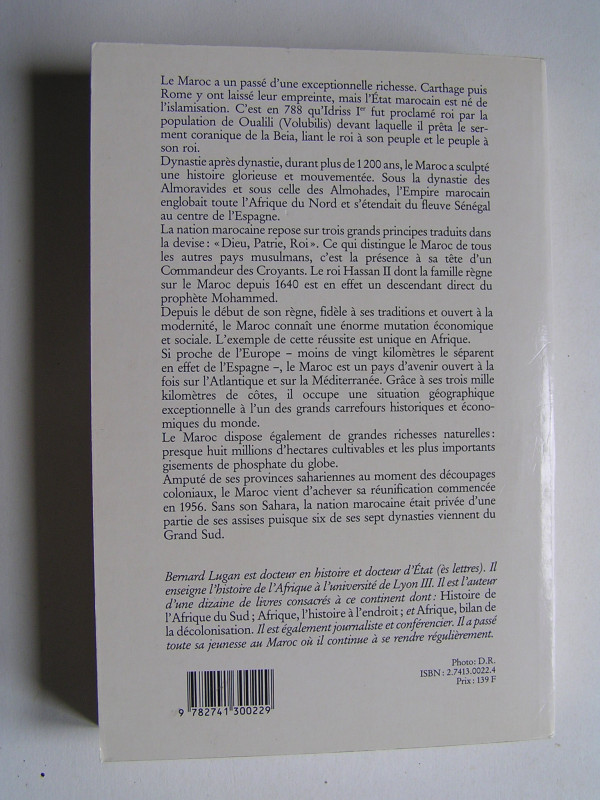 Le Maroc a un passé d'une exceptionnelle richesse. Carthage puis
Rome y ont laissé leur empreinte, mais l'État marocain est né de
l'islamisation. C'est en 788 qu'Idriss Iᵉʳ fut proclamé roi par la
population de Oualili (Volubilis) devant laquelle il prêta le ser-
ment coranique de la Beia, liant le roi à son peuple et le peuple à
son roi.
Dynastie après dynastie, durant plus de 1 200 ans, le Maroc a sculpté
une histoire glorieuse et mouvementée. Sous la dynastie des
Almoravides et sous celle des Almohades, l'Empire marocain
englobait toute l'Afrique du Nord et s'étendait du fleuve Sénégal
au centre de l'Espagne.
La nation marocaine repose sur trois grands principes traduits dans
la devise : « Dieu, Patrie, Roi ». Ce qui distingue le Maroc de tous
les autres pays musulmans, c'est la présence à sa tête d'un
Commandeur des Croyants. Le roi Hassan II dont la famille règne
sur le Maroc depuis 1640 est en effet un descendant direct du
prophète Mohammed.
Depuis le début de son règne, fidèle à ses traditions et ouvert à la
modernité, le Maroc connaît une énorme mutation économique
et sociale. L'exemple de cette réussite est unique en Afrique.
Si proche de l'Europe – moins de vingt kilomètres le séparent
en effet de l'Espagne –, le Maroc est un pays d'avenir ouvert à la
fois sur l'Atlantique et sur la Méditerranée. Grâce à ses trois mille
kilomètres de côtes, il occupe une situation géographique
exceptionnelle à l'un des grands carrefours historiques et écono-
miques du monde.
Le Maroc dispose également de grandes richesses naturelles :
presque huit millions d'hectares cultivables et les plus importants
gisements de phosphate du globe.
Amputé de ses provinces sahariennes au moment des découpages
coloniaux, le Maroc vient d'achever sa réunification commencée
en 1956. Sans son Sahara, la nation marocaine était privée d'une
partie de ses assises puisque six de ses sept dynasties viennent du
Grand Sud.
Bernard Lugan est docteur en histoire et docteur d'État (ès lettres). Il
enseigne l'histoire de l'Afrique à l'université de Lyon III. Il est l'auteur
d'une dizaine de livres consacrés à ce continent dont : Histoire de
l'Afrique du Sud ; Afrique, l'histoire à l'endroit ; et Afrique, bilan de
la décolonisation. Il est également journaliste et conférencier. Il a passé
toute sa jeunesse au Maroc où il continue à se rendre régulièrement.
Photo: D.R.
ISBN : 2.7413.0022.4
Prix : 139 F
9 782741 300229